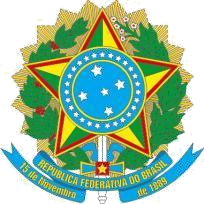 REPÚBLICA FEDERATIVA DO BRASIL
15 de Novembro
de 1889